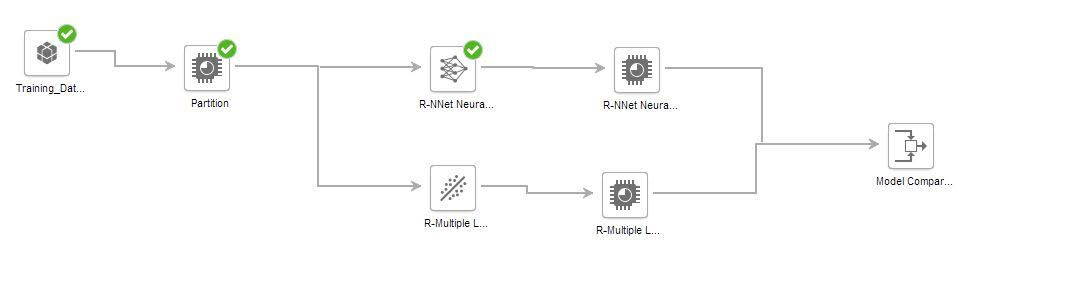 Training_Dat...
Partition
R-NNet Neura...
R-NNet Neura...
R-Multiple L...
R-Multiple L...
Model Compar...